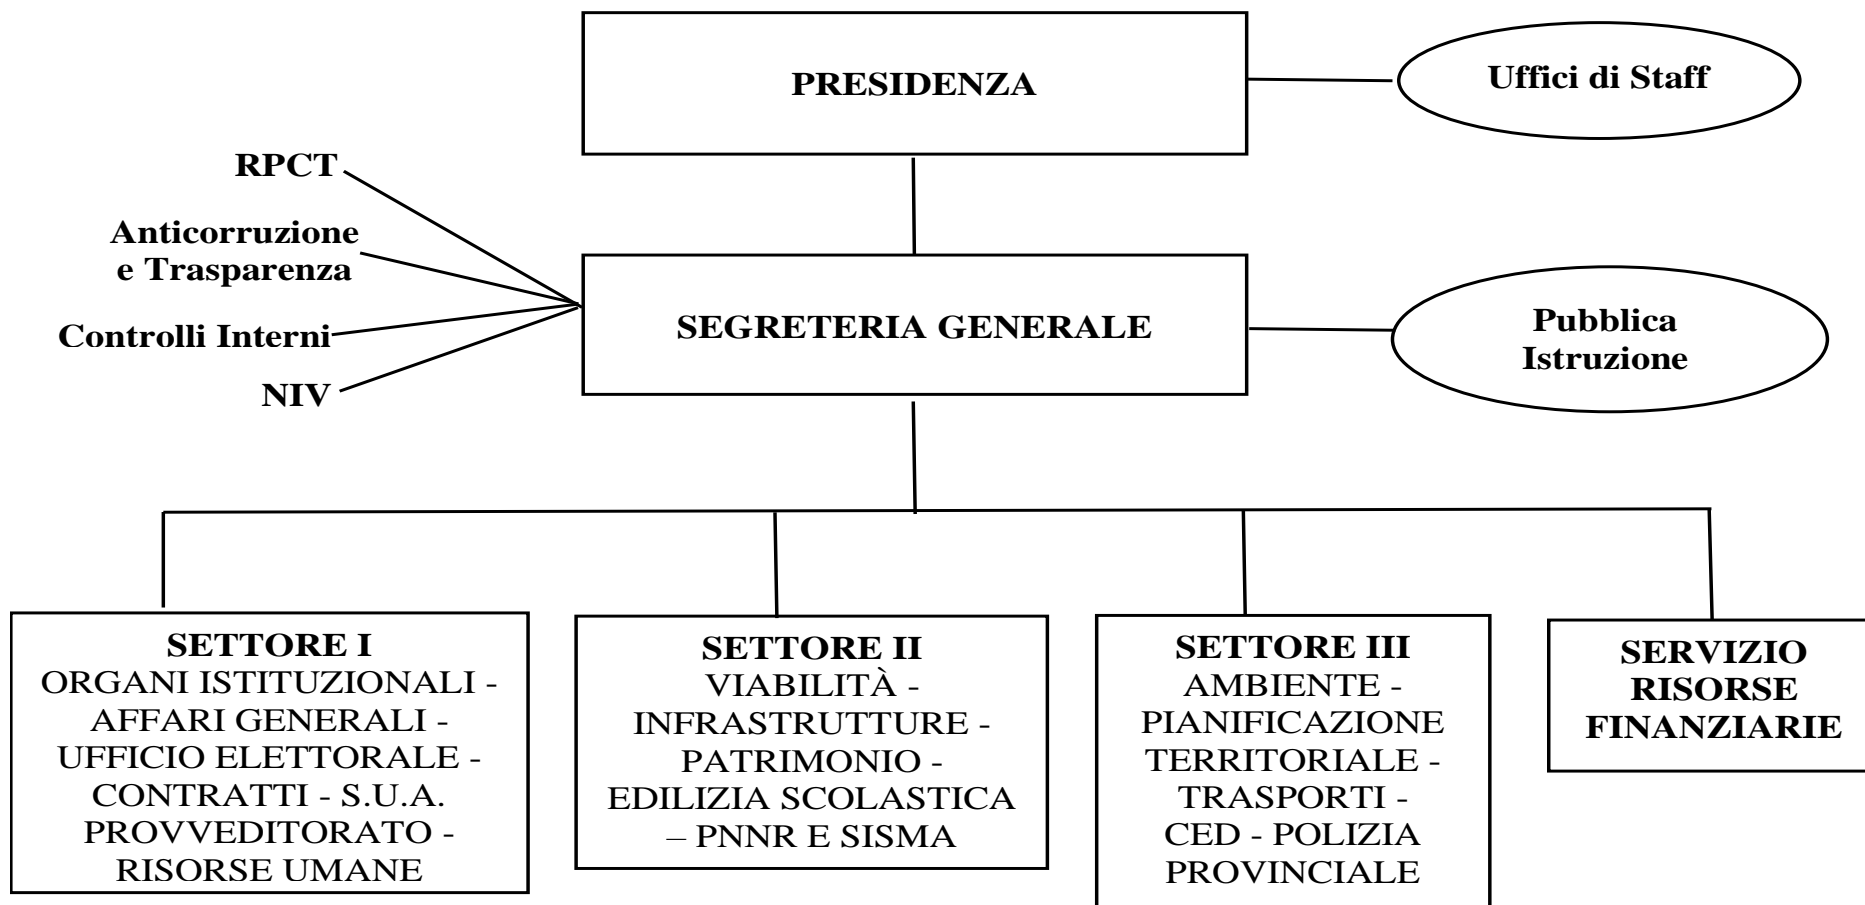 PRESIDENZA
Uffici di Staff
RPCT
Anticorruzione
e Trasparenza
Controlli Interni
NIV
SEGRETERIA GENERALE
Pubblica
Istruzione
SETTORE I
ORGANI ISTITUZIONALI -
AFFARI GENERALI -
UFFICIO ELETTORALE -
CONTRATTI - S.U.A.
PROVVEDITORATO -
RISORSE UMANE
SETTORE II
VIABILITÀ -
INFRASTRUTTURE -
PATRIMONIO -
EDILIZIA SCOLASTICA
– PNNR E SISMA
SETTORE III
AMBIENTE -
PIANIFICAZIONE
TERRITORIALE -
TRASPORTI -
CED - POLIZIA
PROVINCIALE
SERVIZIO
RISORSE
FINANZIARIE